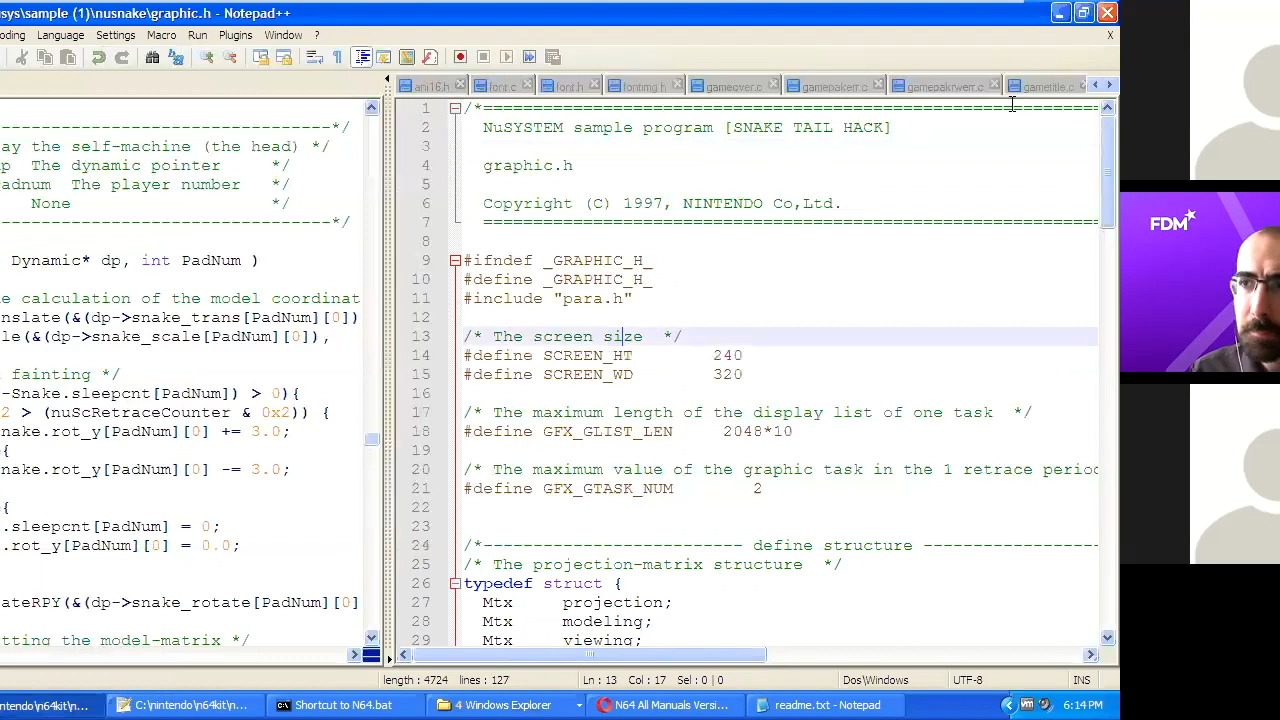 sys\sample (1)\nusnake\graphic.h - Notepad++
oding Language Settings Macro Run Plugins Window ? X
ani16.h font.c font.h fontimg.h gameover.c gamepakerr.c gamepakrwerr.c gametitle.c
-----------------------------------*/
lay the self-machine (the head) */
p The dynamic pointer */
adnum The player number */
None */
-----------------------------------*/
Dynamic* dp, int PadNum )
e calculation of the model coordinat
nslate(&(dp->snake_trans[PadNum][0])
le(&(dp->snake_scale[PadNum][0]),
fainting */
-Snake.sleepcnt[PadNum]) > 0){
2 > (nuScRetraceCounter & 0x2)) {
nake.rot_y[PadNum][0] += 3.0;
{
nake.rot_y[PadNum][0] -= 3.0;
{
.sleepcnt[PadNum] = 0;
.rot_y[PadNum][0] = 0.0;
ateRPY(&(dp->snake_rotate[PadNum][0]
tting the model-matrix */
1 /*==============================================================
2 NuSYSTEM sample program [SNAKE TAIL HACK]
3
4 graphic.h
5
6 Copyright (C) 1997, NINTENDO Co,Ltd.
7 ==============================================================
8
9 #ifndef _GRAPHIC_H_
10 #define _GRAPHIC_H_
11 #include "para.h"
12
13 /* The screen size */
14 #define SCREEN_HT 240
15 #define SCREEN_WD 320
16
17 /* The maximum length of the display list of one task */
18 #define GFX_GLIST_LEN 2048*10
19
20 /* The maximum value of the graphic task in the 1 retrace perio
21 #define GFX_GTASK_NUM 2
22
23
24 /*-------------------------- define structure -------------------
25 /* The projection-matrix structure */
26 typedef struct {
27 Mtx projection;
28 Mtx modeling;
29 Mtx viewing;
length : 4724 lines : 127 Ln : 13 Col : 17 Sel : 0 | 0 Dos\Windows UTF-8 INS
ntendo\n64kit\n... C:\nintendo\n64kit\n... Shortcut to N64.bat 4 Windows Explorer N64 All Manuals Versi... readme.txt - Notepad 6:14 PM
FDM